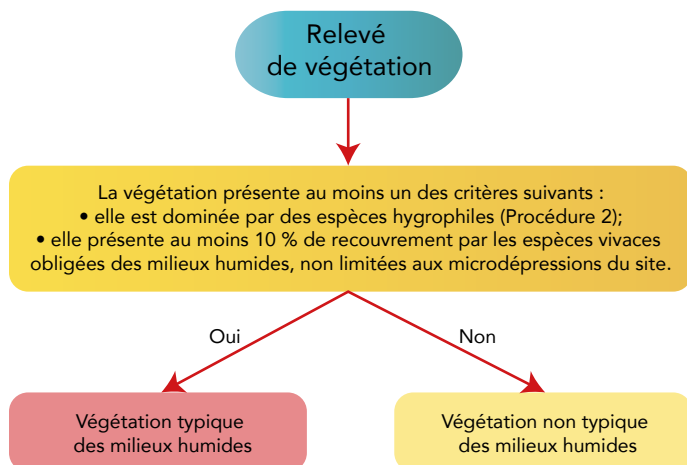 Relevé
de végétation
La végétation présente au moins un des critères suivants :
• elle est dominée par des espèces hygrophiles (Procédure 2);
• elle présente au moins 10 % de recouvrement par les espèces vivaces
obligées des milieux humides, non limitées aux microdépressions du site.
Oui
Non
Végétation typique
des milieux humides
Végétation non typique
des milieux humides